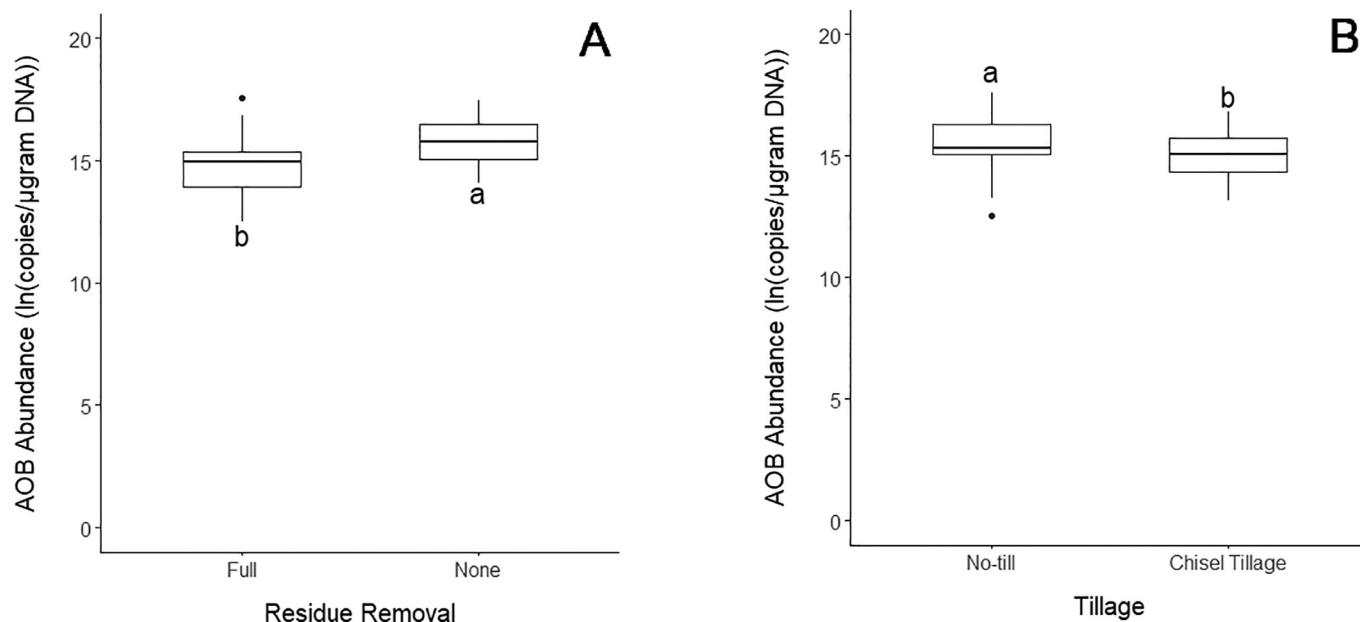 A
AOB Abundance (ln(copies/µgram DNA))
20
15
10
5
0
b
a
Full
None
Residue Removal
B
AOB Abundance (ln(copies/µgram DNA))
20
15
10
5
0
a
b
No-till
Chisel Tillage
Tillage